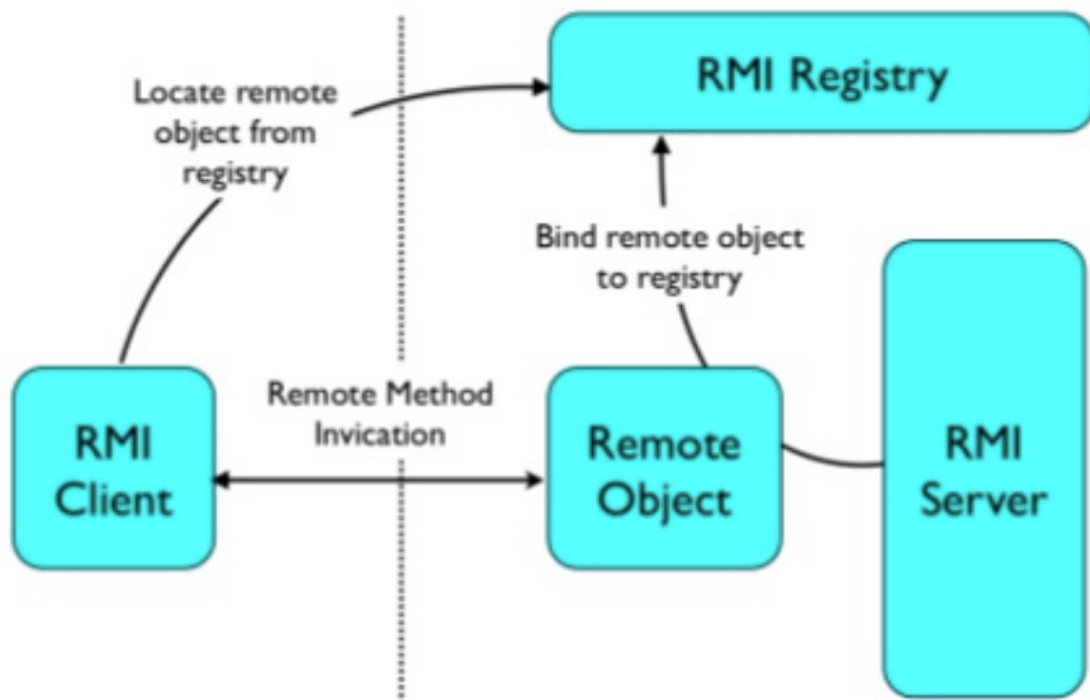 RMI Registry
Locate remote
object from
registry
Bind remote object
to registry
Remote Method
Invication
RMI
Client
Remote
Object
RMI
Server